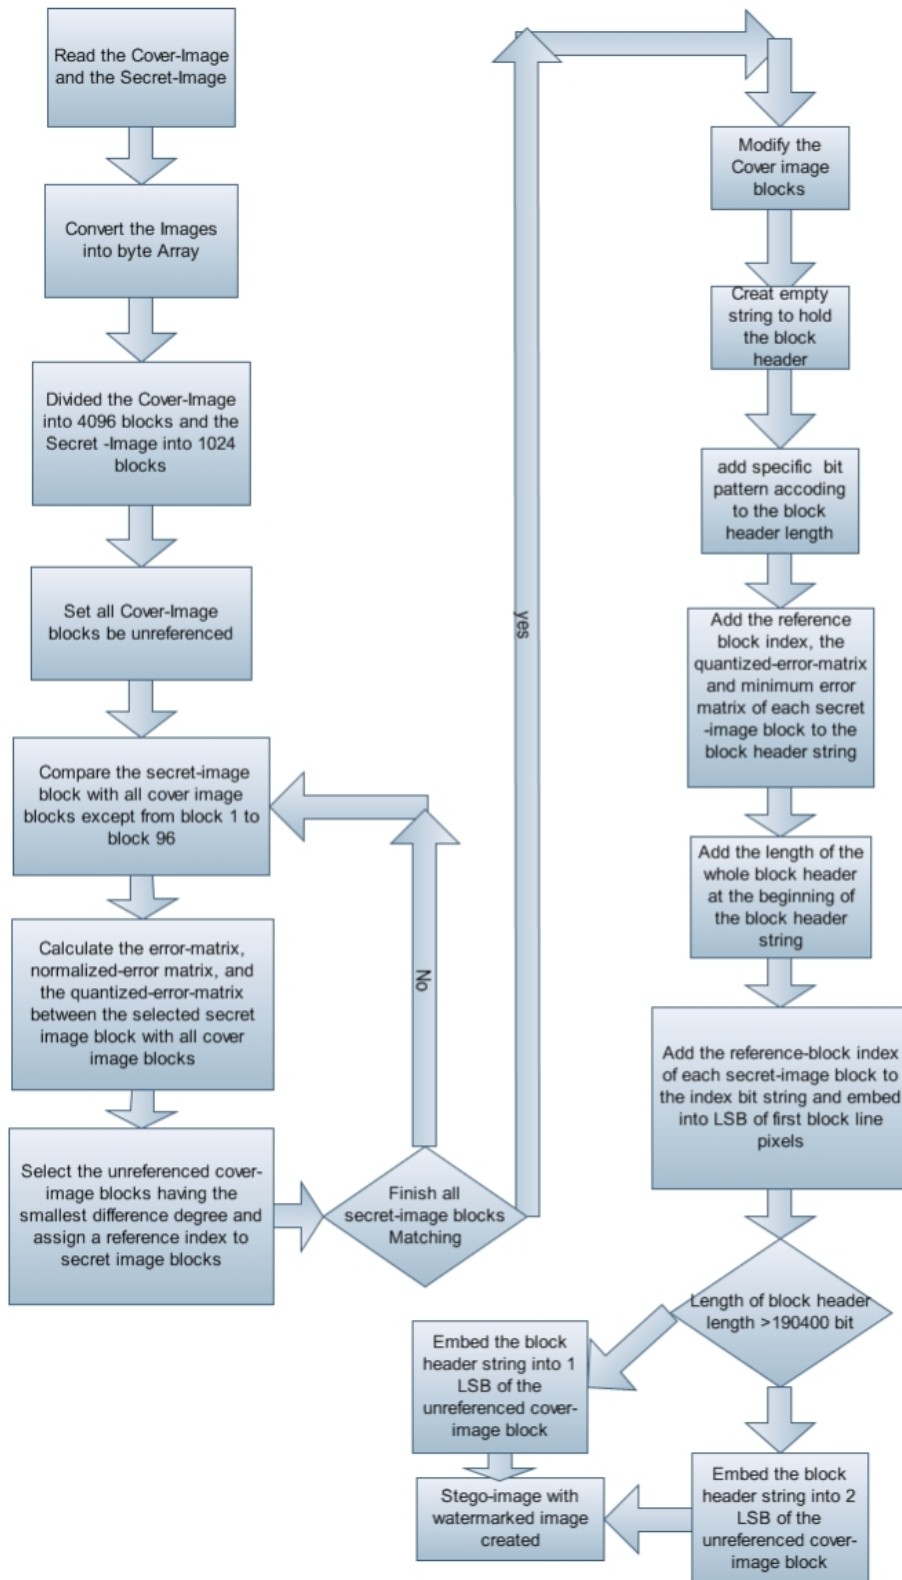 Read the Cover-Image
and the Secret-Image
Convert the Images
into byte Array
Divided the Cover-Image
into 4096 blocks and the
Secret -Image into 1024
blocks
Set all Cover-Image
blocks be unreferenced
Compare the secret-image
block with all cover image
blocks except from block 1 to
block 96
Calculate the error-matrix,
normalized-error matrix, and
the quantized-error-matrix
between the selected secret
image block with all cover
image blocks
Select the unreferenced cover-
image blocks having the
smallest difference degree and
assign a reference index to
secret image blocks
Finish all
secret-image blocks
Matching
No
yes
Modify the
Cover image
blocks
Creat empty
string to hold
the block
header
add specific bit
pattern accoding
to the block
header length
Add the reference
block index, the
quantized-error-matrix
and minimum error
matrix of each secret
-image block to the
block header string
Add the length of the
whole block header
at the beginning of
the block header
string
Add the reference-block index
of each secret-image block to
the index bit string and embed
into LSB of first block line
pixels
Length of block header
length >190400 bit
Embed the block
header string into 1
LSB of the
unreferenced cover-
image block
Embed the block
header string into 2
LSB of the
unreferenced cover-
image block
Stego-image with
watermarked image
created